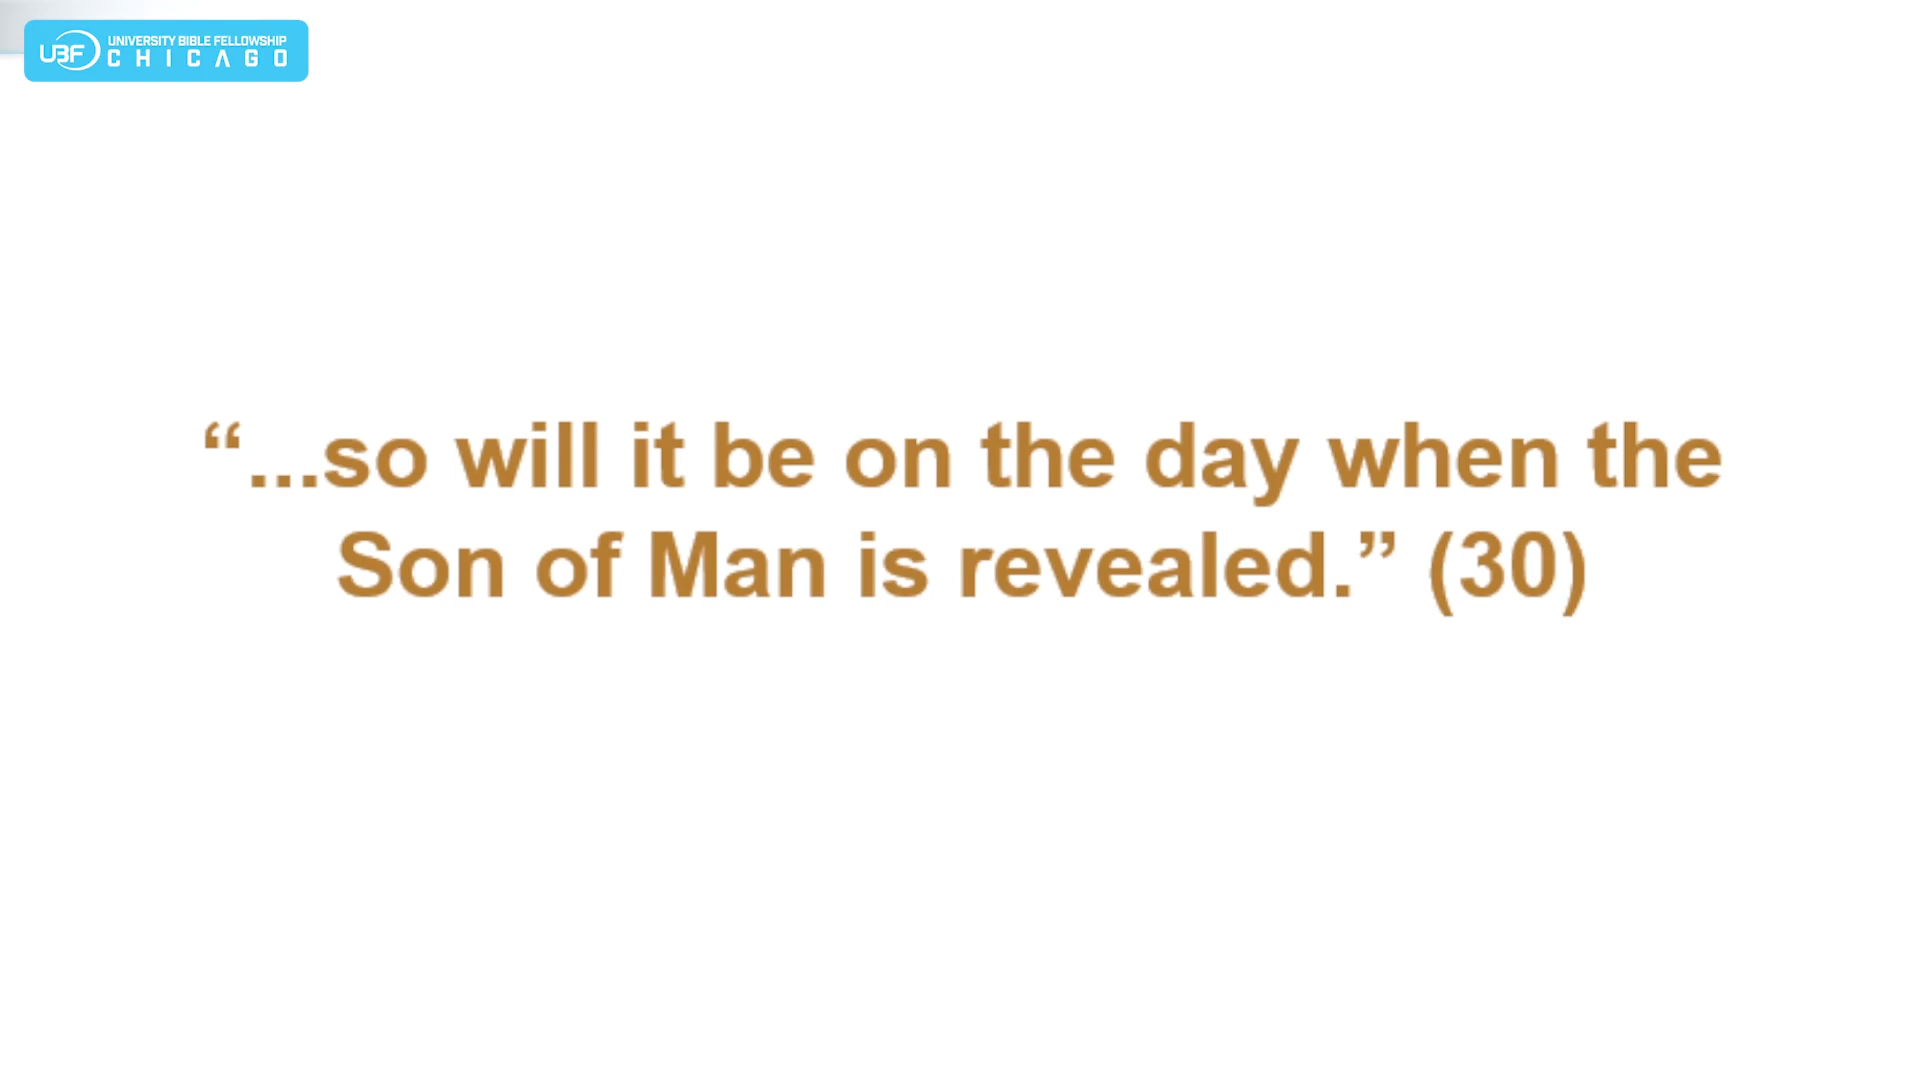 UBF UNIVERSITY BIBLE FELLOWSHIP
CHICAGO
“...so will it be on the day when the
Son of Man is revealed.” (30)